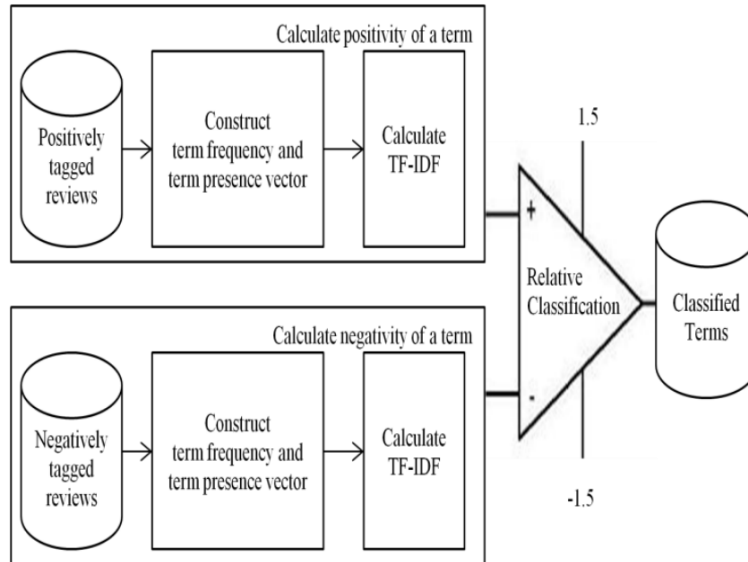 Calculate positivity of a term
Positively
tagged
reviews
Construct
term frequency and
term presence vector
Calculate
TF-IDF
Calculate negativity of a term
Negatively
tagged
reviews
Construct
term frequency and
term presence vector
Calculate
TF-IDF
1.5
+
Relative
Classification
-
-1.5
Classified
Terms